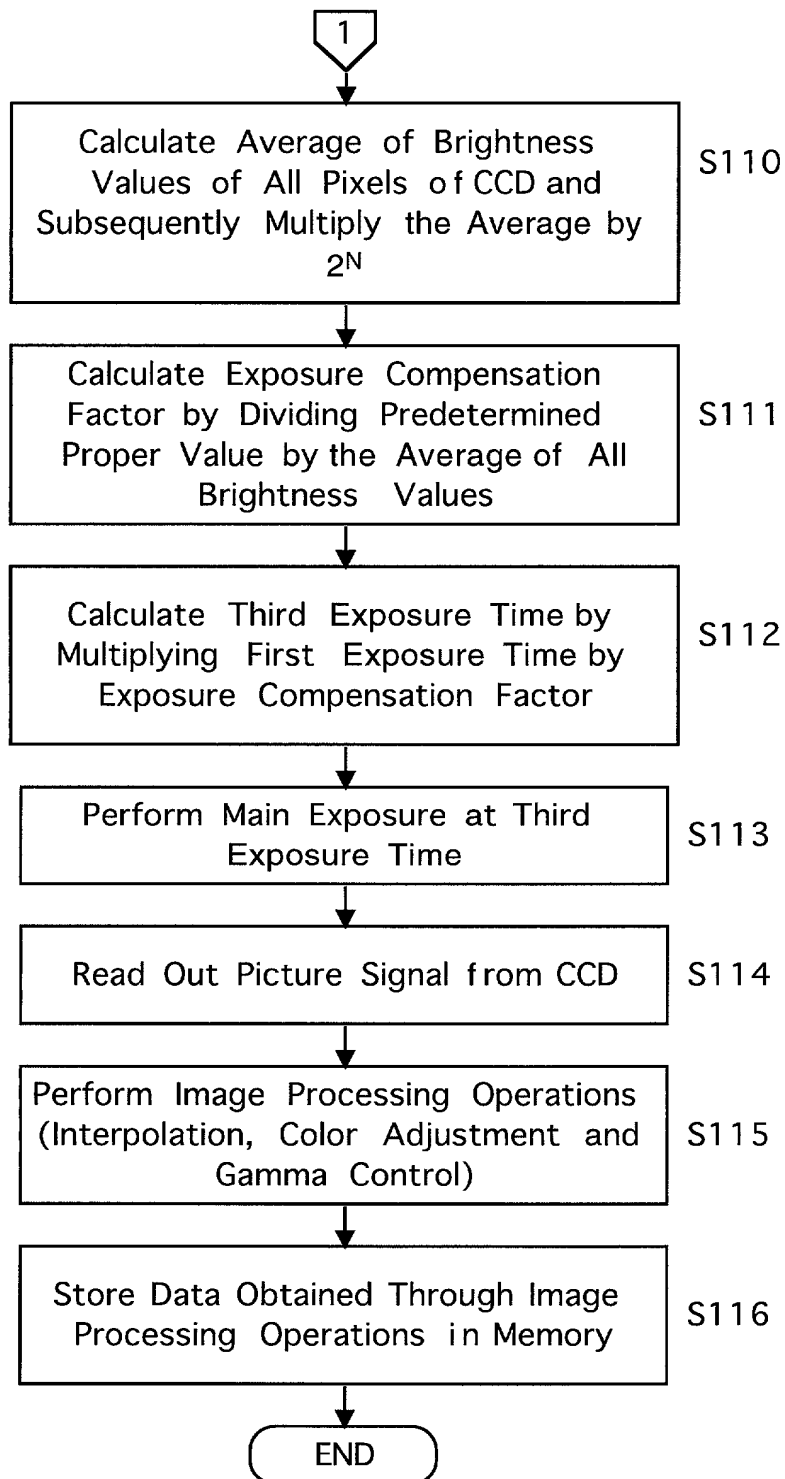 1
Calculate Average of Brightness
Values of All Pixels of CCD and
Subsequently Multiply the Average by
2ᴺ
S110
Calculate Exposure Compensation
Factor by Dividing Predetermined
Proper Value by the Average of All
Brightness Values
S111
Calculate Third Exposure Time by
Multiplying First Exposure Time by
Exposure Compensation Factor
S112
Perform Main Exposure at Third
Exposure Time
S113
Read Out Picture Signal from CCD
S114
Perform Image Processing Operations
(Interpolation, Color Adjustment and
Gamma Control)
S115
Store Data Obtained Through Image
Processing Operations in Memory
S116
END